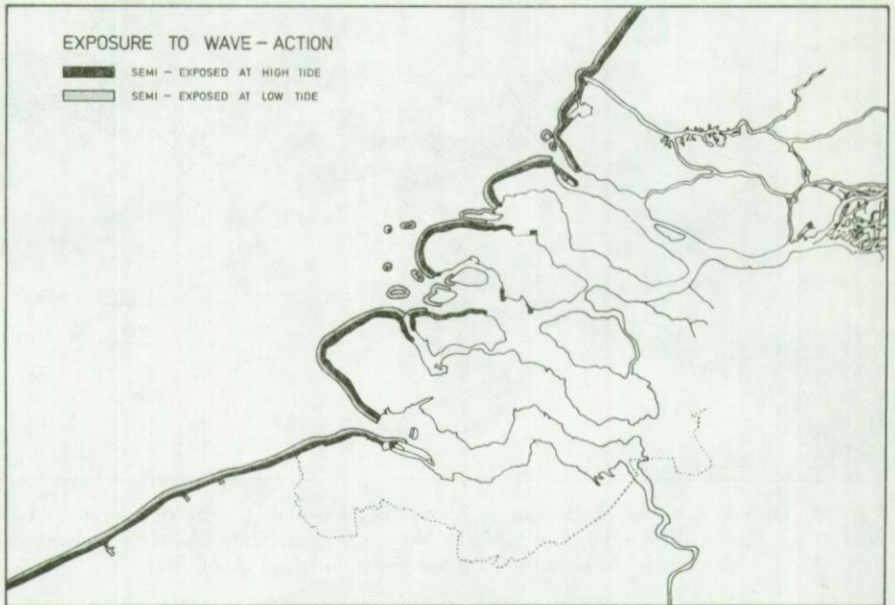 EXPOSURE TO WAVE-ACTION
SEMI-EXPOSED AT HIGH TIDE
SEMI-EXPOSED AT LOW TIDE